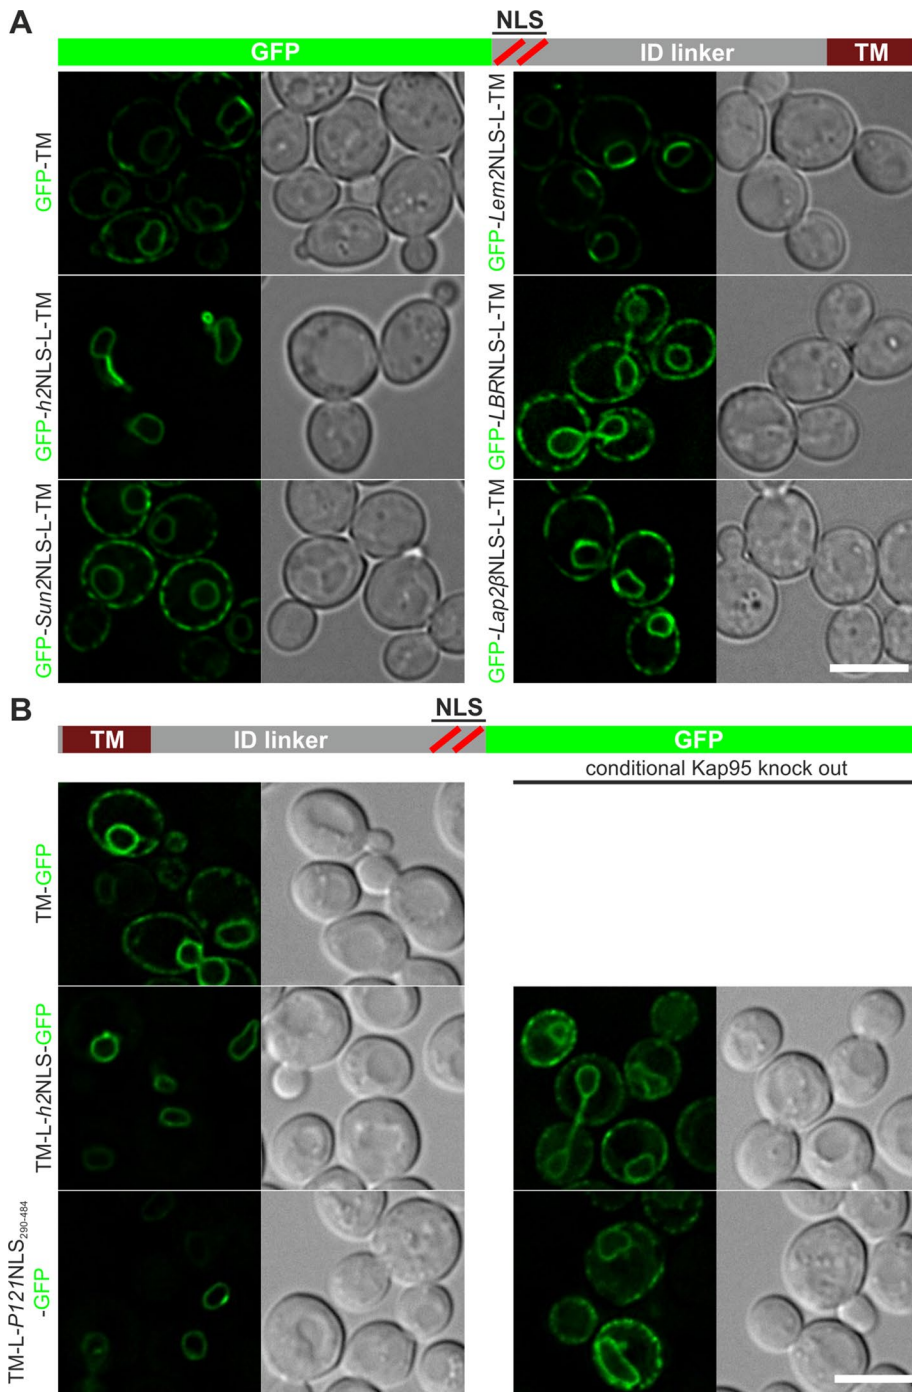 A
NLS
GFP
ID linker
TM
GFP-TM
GFP-h2NLS-L-TM
GFP-Sun2NLS-L-TM
GFP-Lem2NLS-L-TM
GFP-LBRNLS-L-TM
GFP-Lap2βNLS-L-TM
B
NLS
TM
ID linker
GFP
conditional Kap95 knock out
TM-GFP
TM-L-h2NLS-GFP
TM-L-P121NLS290-484
-GFP